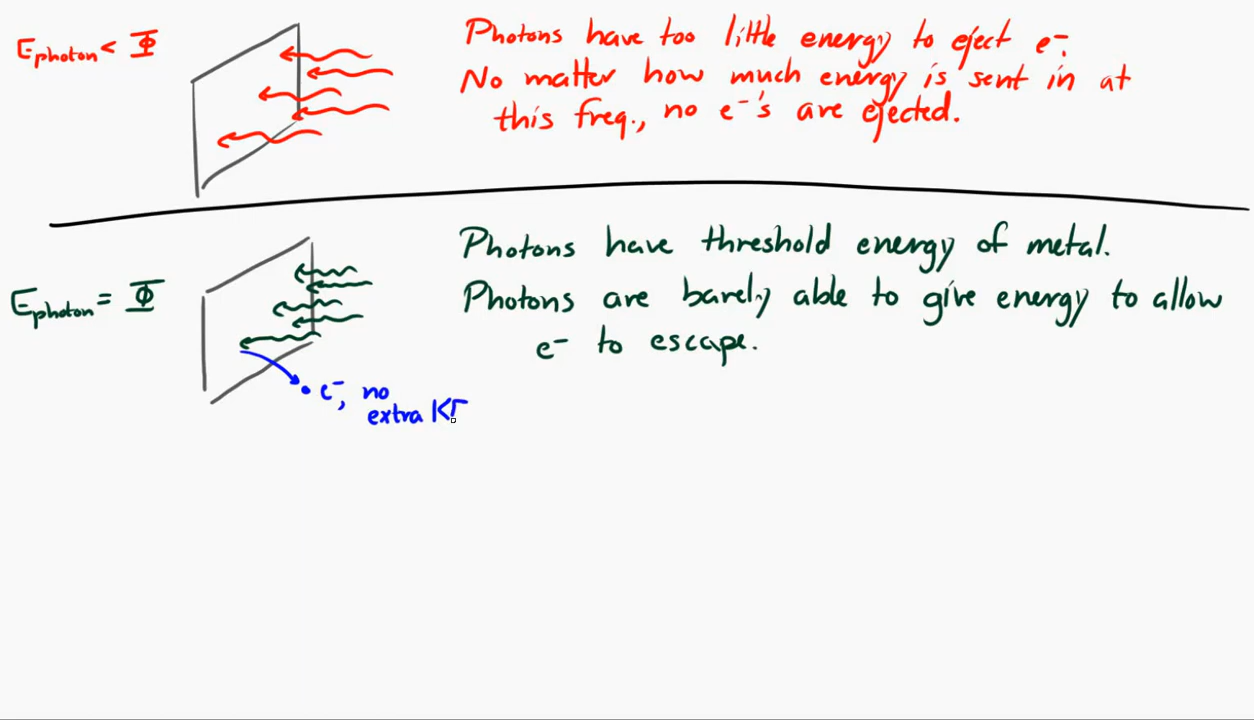 E photon < Φ
Photons have too little energy to eject e⁻.
No matter how much energy is sent in at
this freq., no e⁻'s are ejected.
E photon = Φ
Photons have threshold energy of metal.
Photons are barely able to give energy to allow
e⁻ to escape.
e⁻, no
extra KE